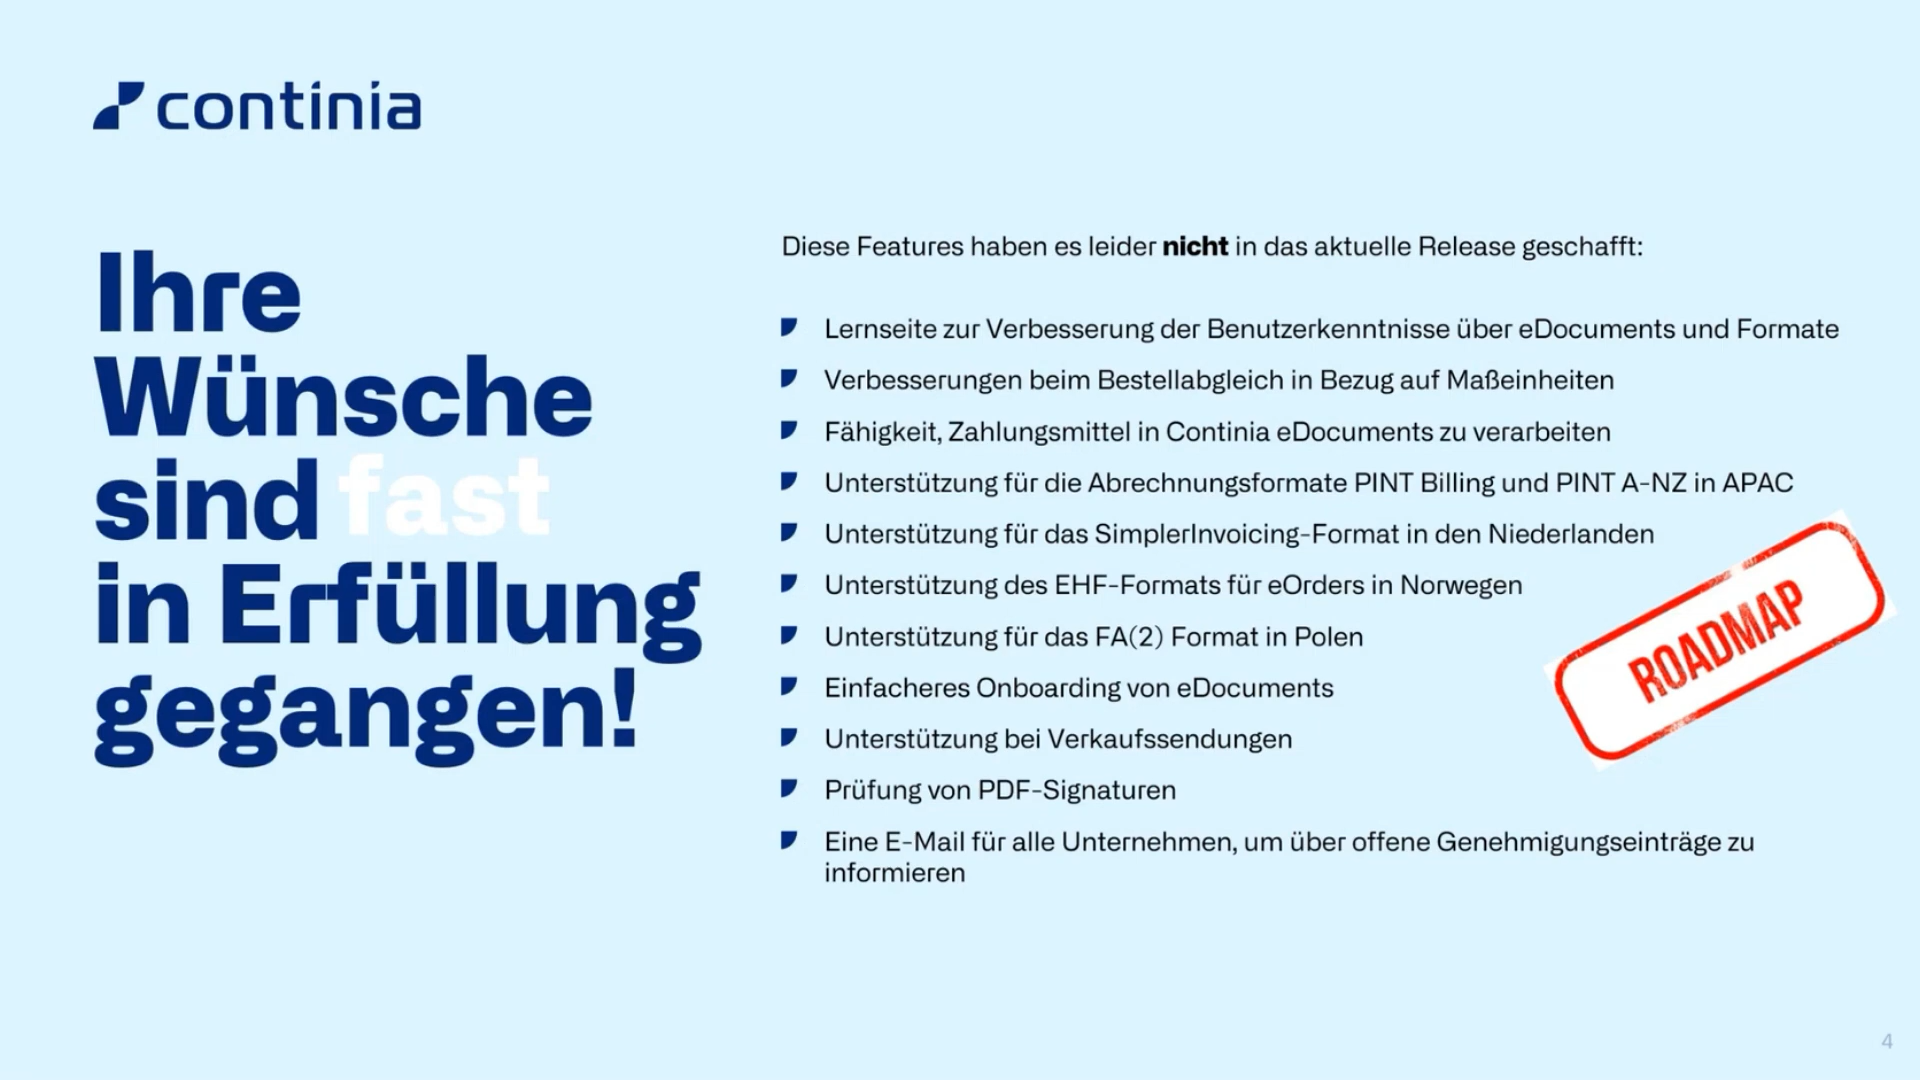 continia
Ihre
Wünsche
sind fast
in Erfüllung
gegangen!
Diese Features haben es leider nicht in das aktuelle Release geschafft:
Lernseite zur Verbesserung der Benutzerkenntnisse über eDocuments und Formate
Verbesserungen beim Bestellabgleich in Bezug auf Maßeinheiten
Fähigkeit, Zahlungsmittel in Continia eDocuments zu verarbeiten
Unterstützung für die Abrechnungsformate PINT Billing und PINT A-NZ in APAC
Unterstützung für das SimplerInvoicing-Format in den Niederlanden
Unterstützung des EHF-Formats für eOrders in Norwegen
Unterstützung für das FA(2) Format in Polen
Einfacheres Onboarding von eDocuments
Unterstützung bei Verkaufssendungen
Prüfung von PDF-Signaturen
Eine E-Mail für alle Unternehmen, um über offene Genehmigungseinträge zu
informieren
ROADMAP
4